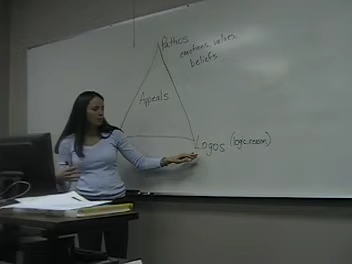 Pathos
emotions, values,
beliefs
Appeals
Logos (logic, reason)